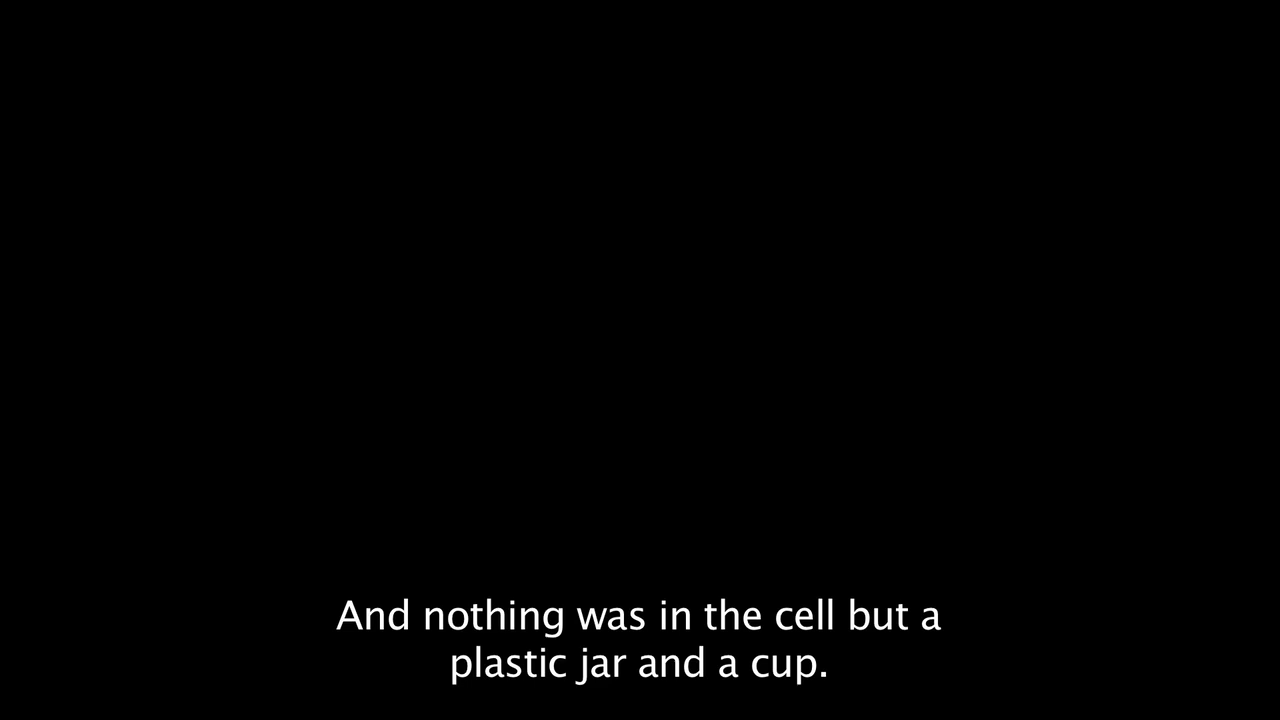 And nothing was in the cell but a
plastic jar and a cup.